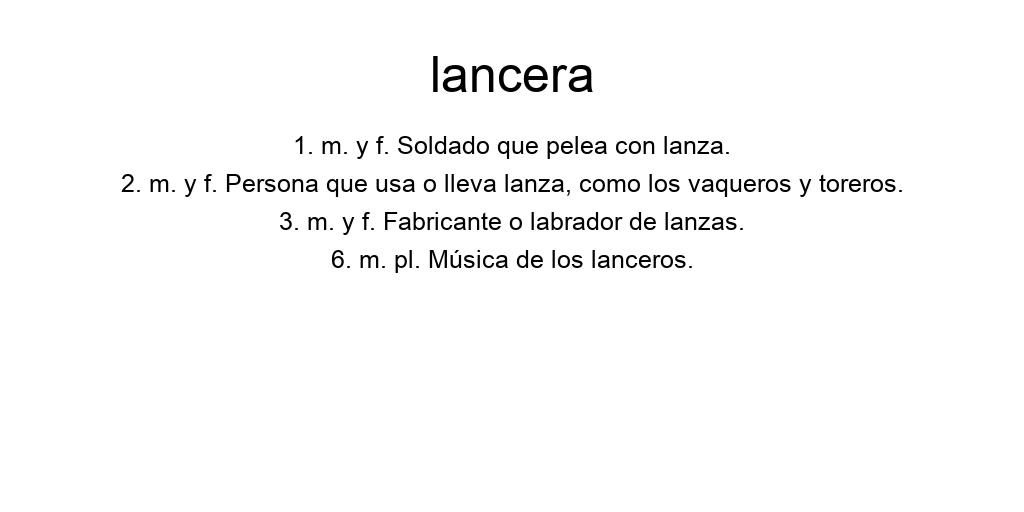 lancera
1. m. y f. Soldado que pelea con lanza.
2. m. y f. Persona que usa o lleva lanza, como los vaqueros y toreros.
3. m. y f. Fabricante o labrador de lanzas.
6. m. pl. Música de los lanceros.